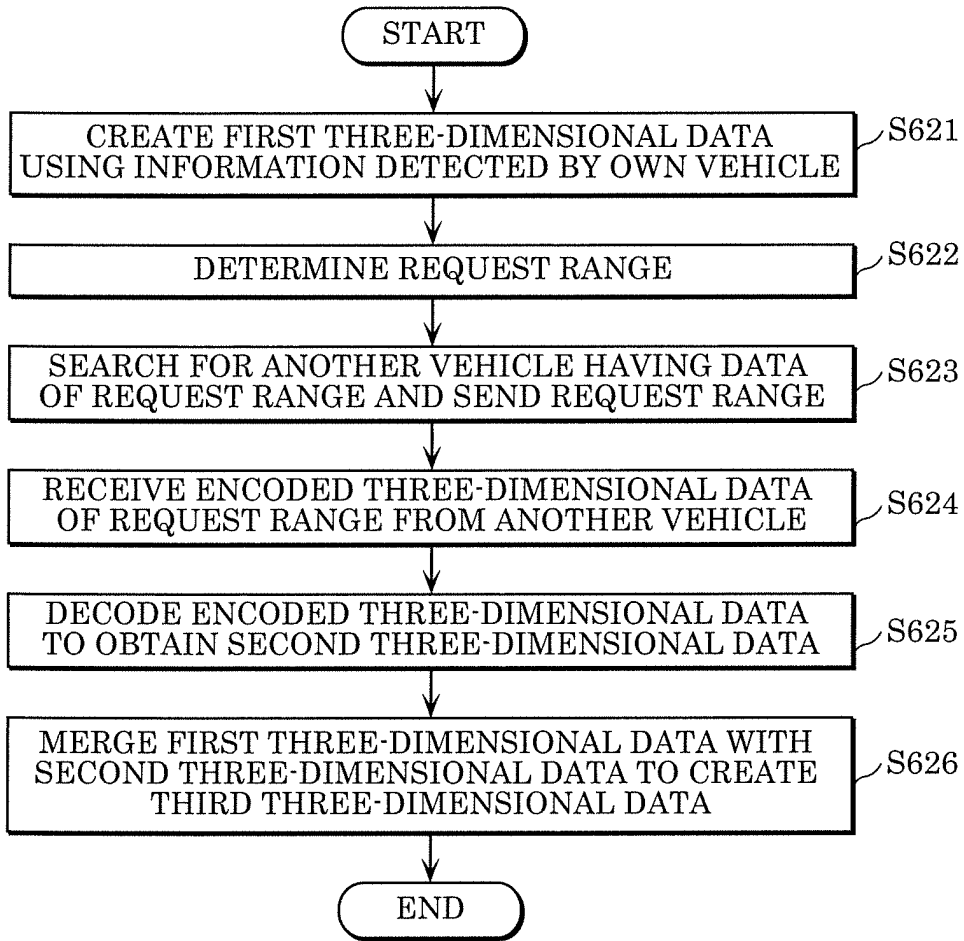 START
CREATE FIRST THREE-DIMENSIONAL DATA
USING INFORMATION DETECTED BY OWN VEHICLE
S621
DETERMINE REQUEST RANGE
S622
SEARCH FOR ANOTHER VEHICLE HAVING DATA
OF REQUEST RANGE AND SEND REQUEST RANGE
S623
RECEIVE ENCODED THREE-DIMENSIONAL DATA
OF REQUEST RANGE FROM ANOTHER VEHICLE
S624
DECODE ENCODED THREE-DIMENSIONAL DATA
TO OBTAIN SECOND THREE-DIMENSIONAL DATA
S625
MERGE FIRST THREE-DIMENSIONAL DATA WITH
SECOND THREE-DIMENSIONAL DATA TO CREATE
THIRD THREE-DIMENSIONAL DATA
S626
END